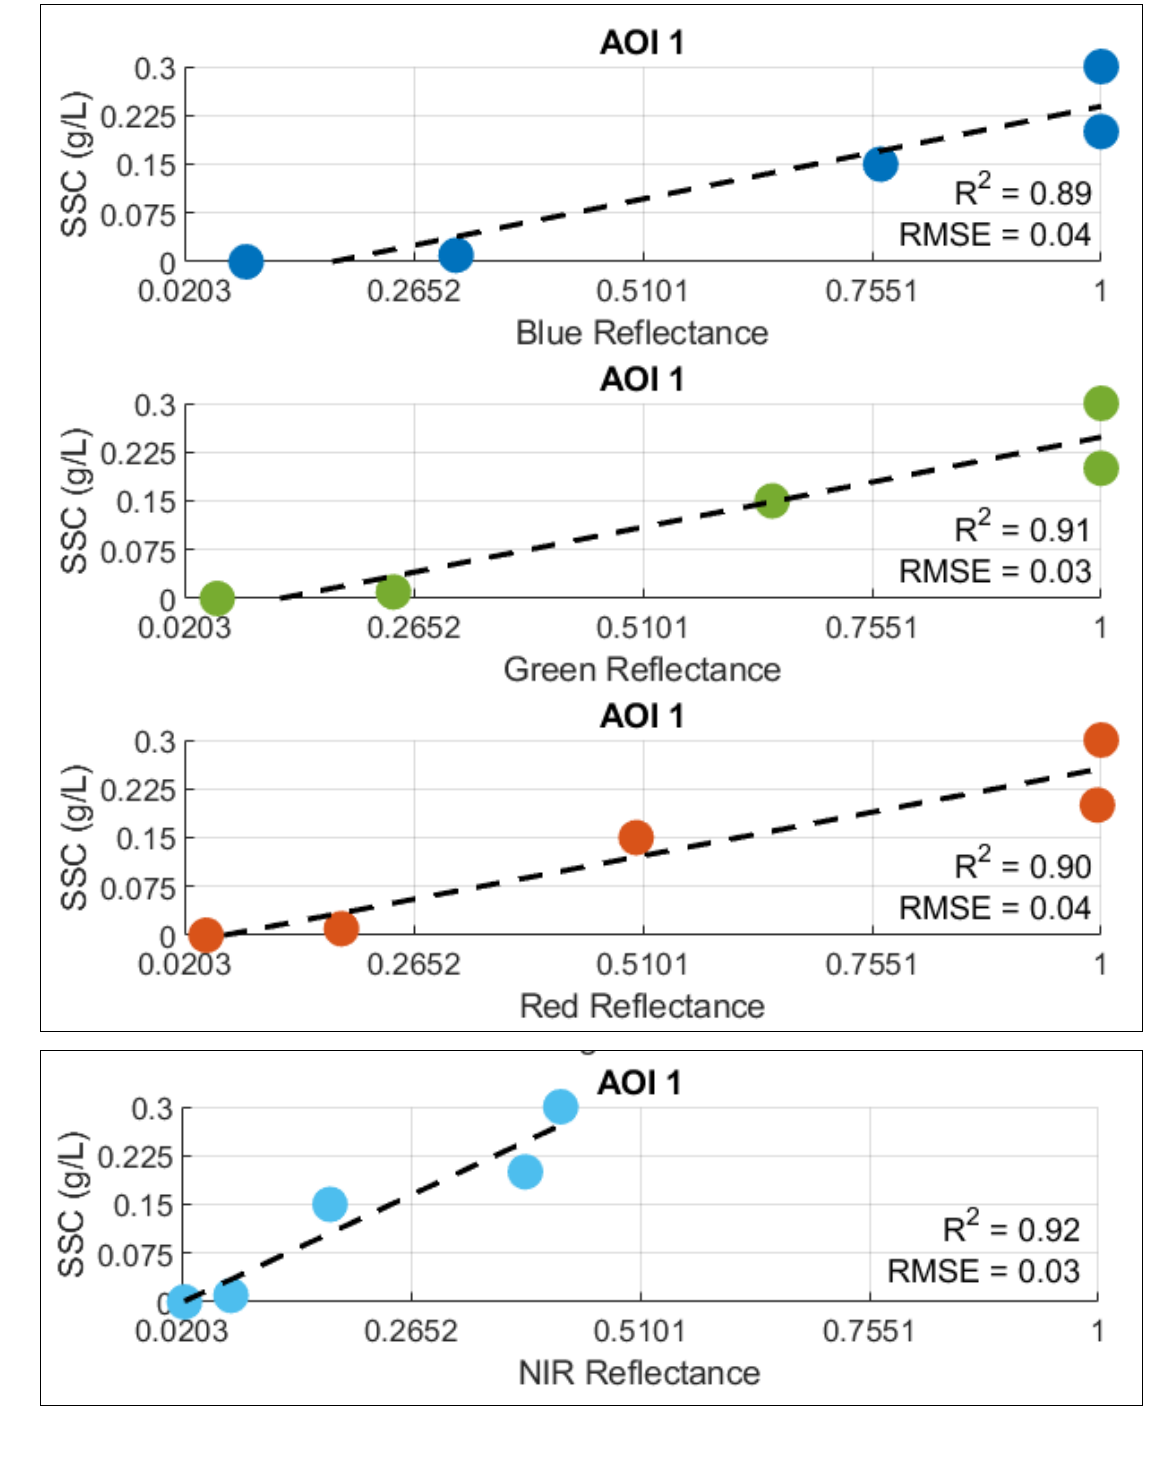 AOI 1
0.3
0.225
0.15
0.075
0
SSC (g/L)
R² = 0.89
RMSE = 0.04
0.0203 0.2652 0.5101 0.7551 1
Blue Reflectance
AOI 1
0.3
0.225
0.15
0.075
0
SSC (g/L)
R² = 0.91
RMSE = 0.03
0.0203 0.2652 0.5101 0.7551 1
Green Reflectance
AOI 1
0.3
0.225
0.15
0.075
0
SSC (g/L)
R² = 0.90
RMSE = 0.04
0.0203 0.2652 0.5101 0.7551 1
Red Reflectance
AOI 1
0.3
0.225
0.15
0.075
0
SSC (g/L)
R² = 0.92
RMSE = 0.03
0.0203 0.2652 0.5101 0.7551 1
NIR Reflectance